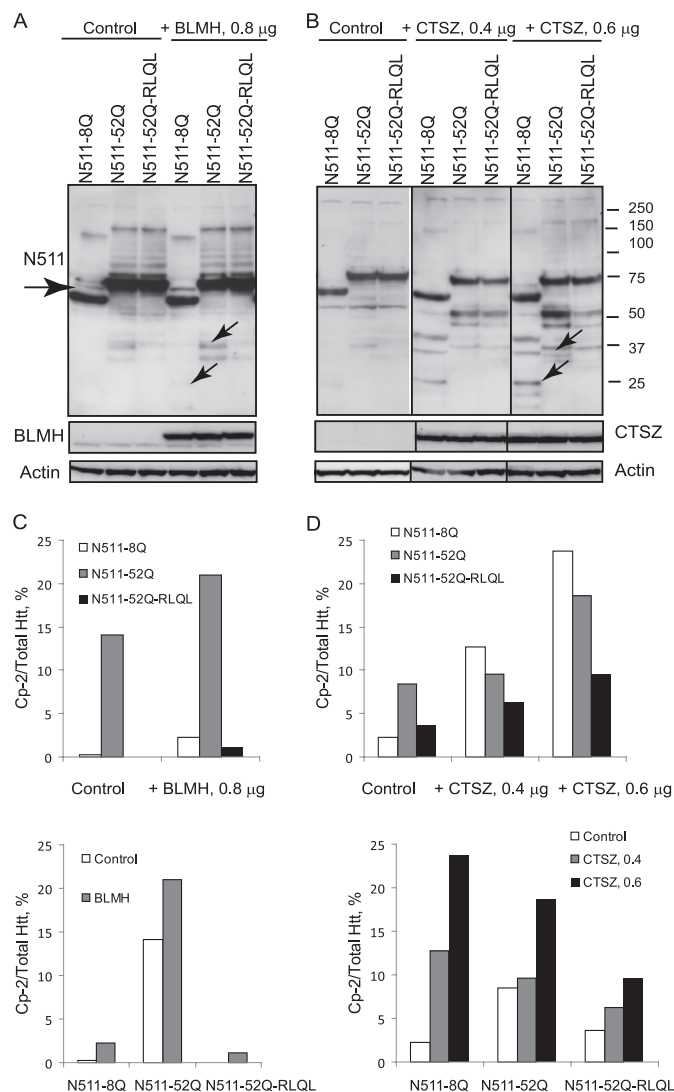 A
Control
+ BLMH, 0.8 μg
N511-8Q
N511-52Q
N511-52Q-RLQL
N511-8Q
N511-52Q
N511-52Q-RLQL
N511
BLMH
Actin
B
Control
+ CTSZ, 0.4 μg
+ CTSZ, 0.6 μg
N511-8Q
N511-52Q
N511-52Q-RLQL
N511-8Q
N511-52Q
N511-52Q-RLQL
N511-8Q
N511-52Q
N511-52Q-RLQL
250
150
100
75
50
37
25
CTSZ
Actin
C
Cp-2/Total Htt, %
25
20
15
10
5
0
N511-8Q
N511-52Q
N511-52Q-RLQL
Control
+ BLMH, 0.8 μg
Cp-2/Total Htt, %
25
20
15
10
5
0
Control
BLMH
N511-8Q
N511-52Q
N511-52Q-RLQL
D
Cp-2/Total Htt, %
25
20
15
10
5
0
N511-8Q
N511-52Q
N511-52Q-RLQL
Control
+ CTSZ, 0.4 μg
+ CTSZ, 0.6 μg
Cp-2/Total Htt, %
25
20
15
10
5
0
Control
CTSZ, 0.4
CTSZ, 0.6
N511-8Q
N511-52Q
N511-52Q-RLQL